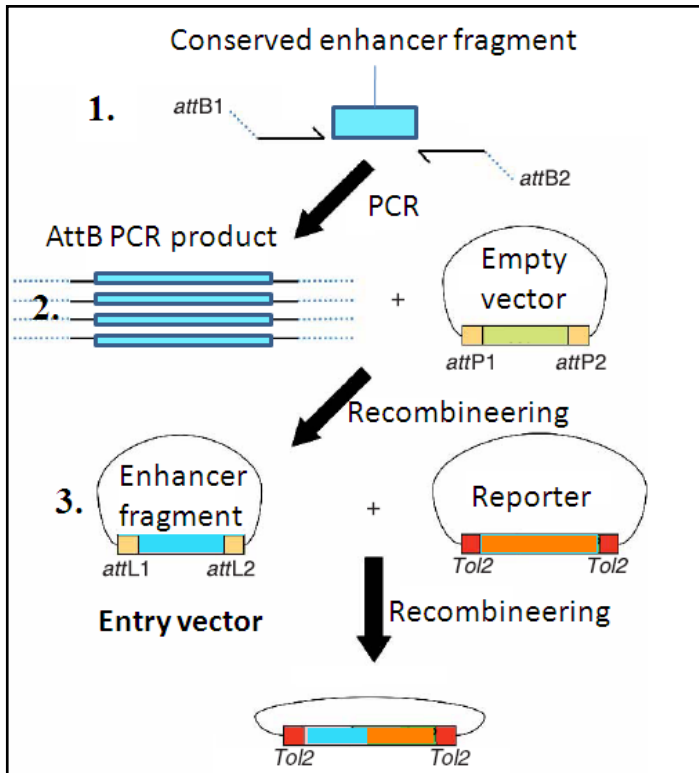 Conserved enhancer fragment
1.
attB1
attB2
PCR
AttB PCR product
2.
+
Empty
vector
attP1
attP2
Recombineering
3.
Enhancer
fragment
attL1
attL2
+
Reporter
Tol2
Tol2
Entry vector
Recombineering
Tol2
Tol2